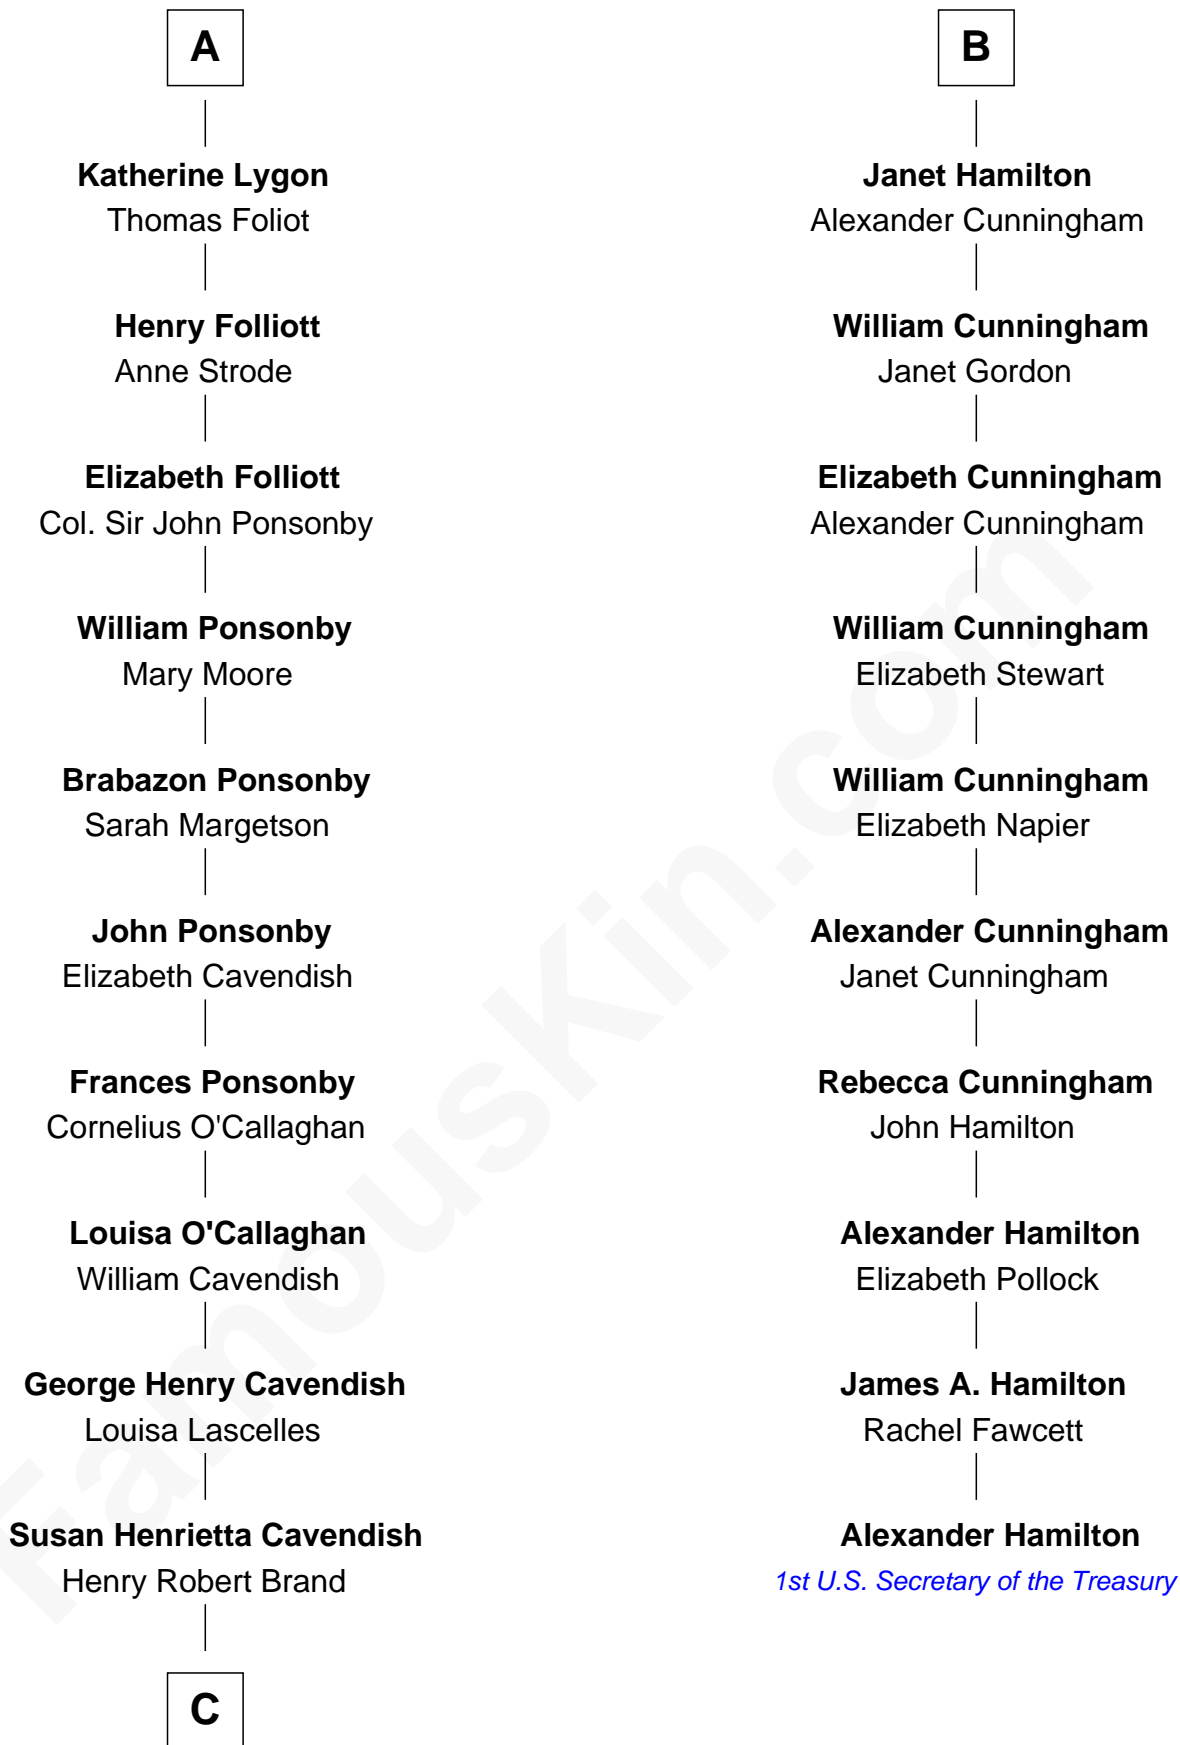 A
Katherine Lygon
Thomas Foliot
Henry Folliott
Anne Strode
Elizabeth Folliott
Col. Sir John Ponsonby
William Ponsonby
Mary Moore
Brabazon Ponsonby
Sarah Margetson
John Ponsonby
Elizabeth Cavendish
Frances Ponsonby
Cornelius O'Callaghan
Louisa O'Callaghan
William Cavendish
George Henry Cavendish
Louisa Lascelles
Susan Henrietta Cavendish
Henry Robert Brand
C
B
Janet Hamilton
Alexander Cunningham
William Cunningham
Janet Gordon
Elizabeth Cunningham
Alexander Cunningham
William Cunningham
Elizabeth Stewart
William Cunningham
Elizabeth Napier
Alexander Cunningham
Janet Cunningham
Rebecca Cunningham
John Hamilton
Alexander Hamilton
Elizabeth Pollock
James A. Hamilton
Rachel Fawcett
Alexander Hamilton
1st U.S. Secretary of the Treasury
FamousKin.com